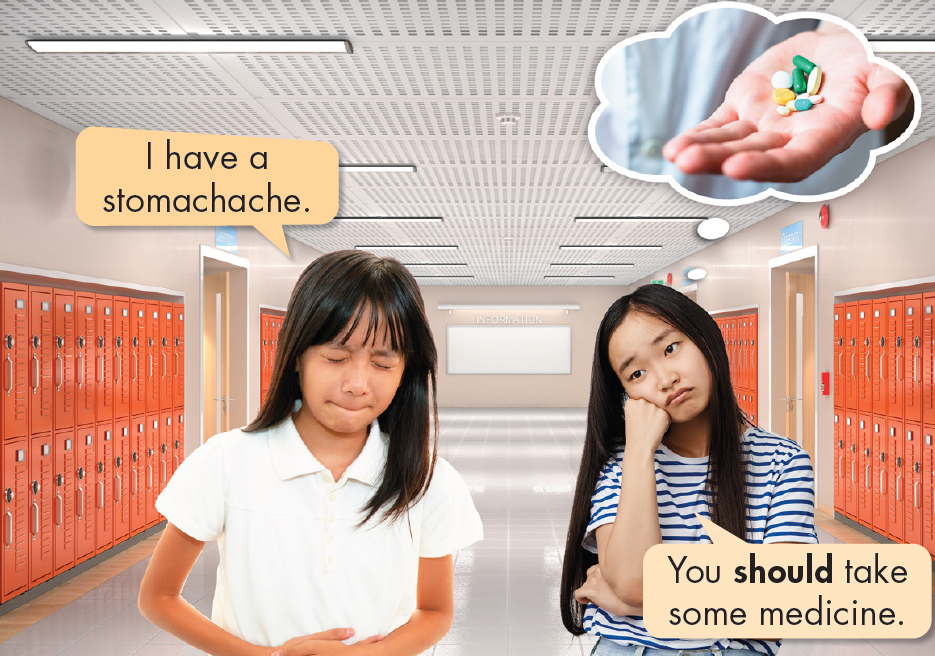 I have a
stomachache.
INFORMATION
You should take
some medicine.